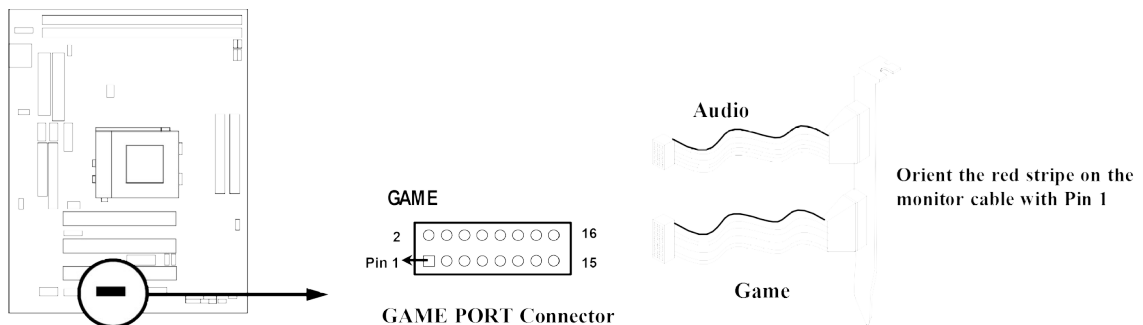 GAME
2
16
Pin 1
15
GAME PORT Connector
Audio
Game
Orient the red stripe on the
monitor cable with Pin 1